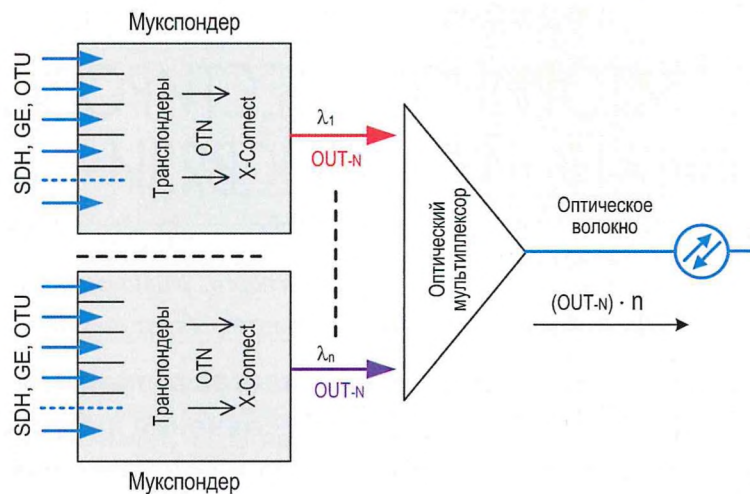 Мукспондер
SDH, GE, OTU
Транспондеры
OTN
X-Connect
λ1
OUT-N
Оптический
мультиплексор
Оптическое
волокно
(OUT-N) · n
SDH, GE, OTU
Транспондеры
OTN
X-Connect
λn
OUT-N
Мукспондер